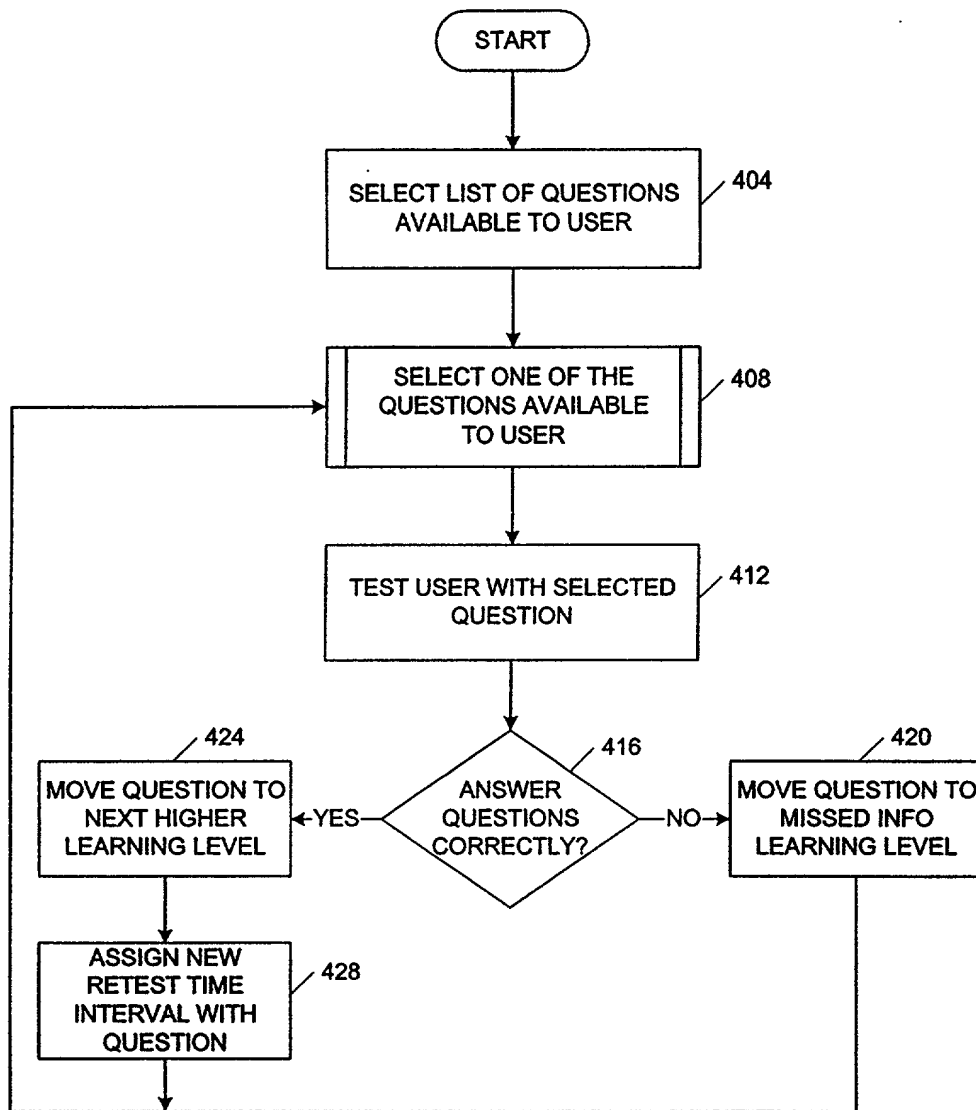 START
SELECT LIST OF QUESTIONS
AVAILABLE TO USER
404
SELECT ONE OF THE
QUESTIONS AVAILABLE
TO USER
408
TEST USER WITH SELECTED
QUESTION
412
ANSWER
QUESTIONS
CORRECTLY?
416
YES
NO
424
MOVE QUESTION TO
NEXT HIGHER
LEARNING LEVEL
420
MOVE QUESTION TO
MISSED INFO
LEARNING LEVEL
ASSIGN NEW
RETEST TIME
INTERVAL WITH
QUESTION
428